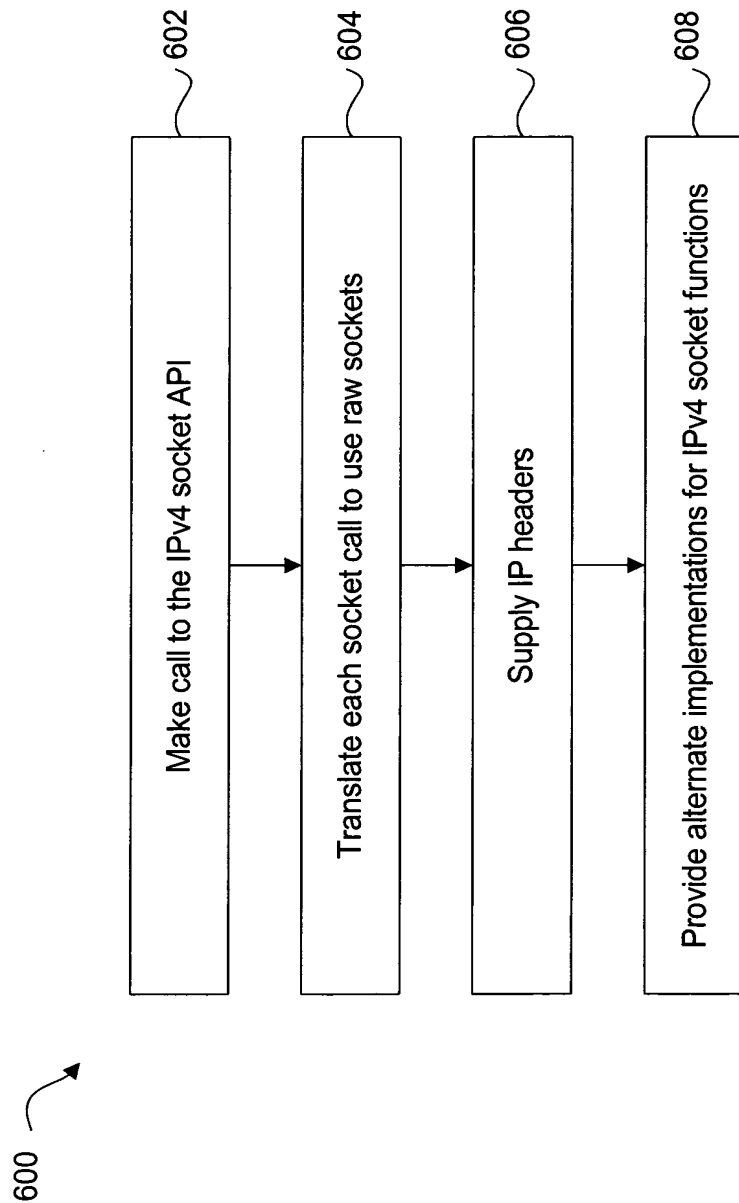 600
Make call to the IPv4 socket API
602
Translate each socket call to use raw sockets
604
Supply IP headers
606
Provide alternate implementations for IPv4 socket functions
608